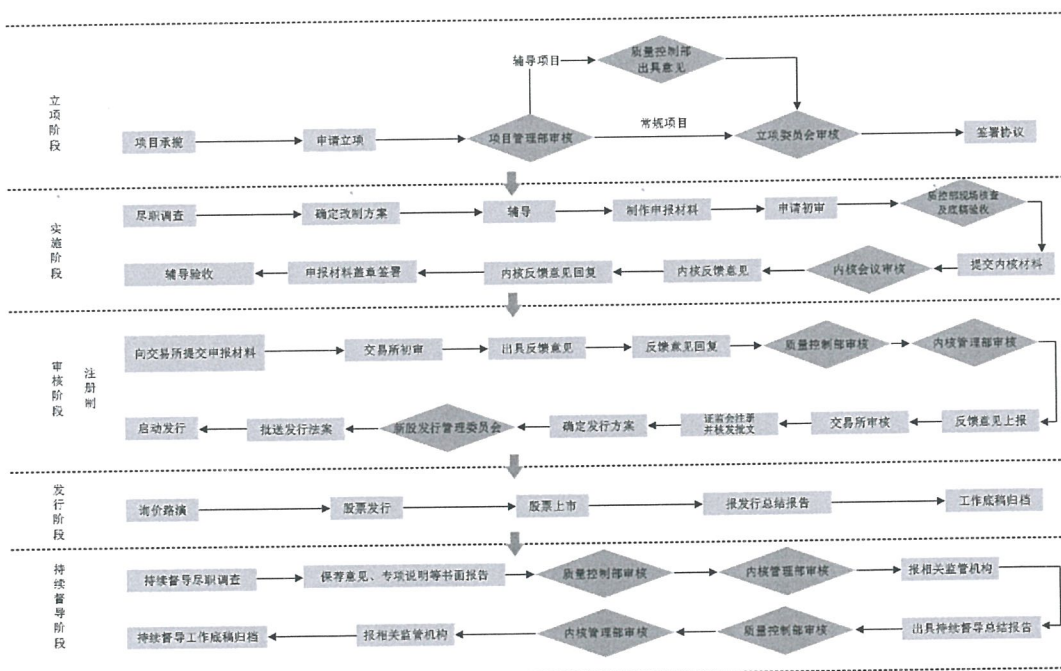 立项阶段
辅导项目
质量控制部
出具意见
项目承揽
申请立项
项目管理部审核
常规项目
立项委员会审核
签署协议
实施阶段
尽职调查
确定改制方案
辅导
制作申报材料
申请初审
质控部现场核查
及底稿验收
辅导验收
申报材料盖章签署
内核反馈意见回复
内核反馈意见
内核会议审核
提交内核材料
审核阶段
注册制
向交易所提交申报材料
交易所初审
出具反馈意见
反馈意见回复
质量控制部审核
内核管理部审核
启动发行
批送发行法案
新股发行管理委员会
确定发行方案
证监会注册
并核发批文
交易所审核
反馈意见上报
发行阶段
询价路演
股票发行
股票上市
报发行总结报告
工作底稿归档
持续督导阶段
持续督导尽职调查
保荐意见、专项说明等书面报告
质量控制部审核
内核管理部审核
报相关监管机构
持续督导工作底稿归档
报相关监管机构
内核管理部审核
质量控制部审核
出具持续督导总结报告